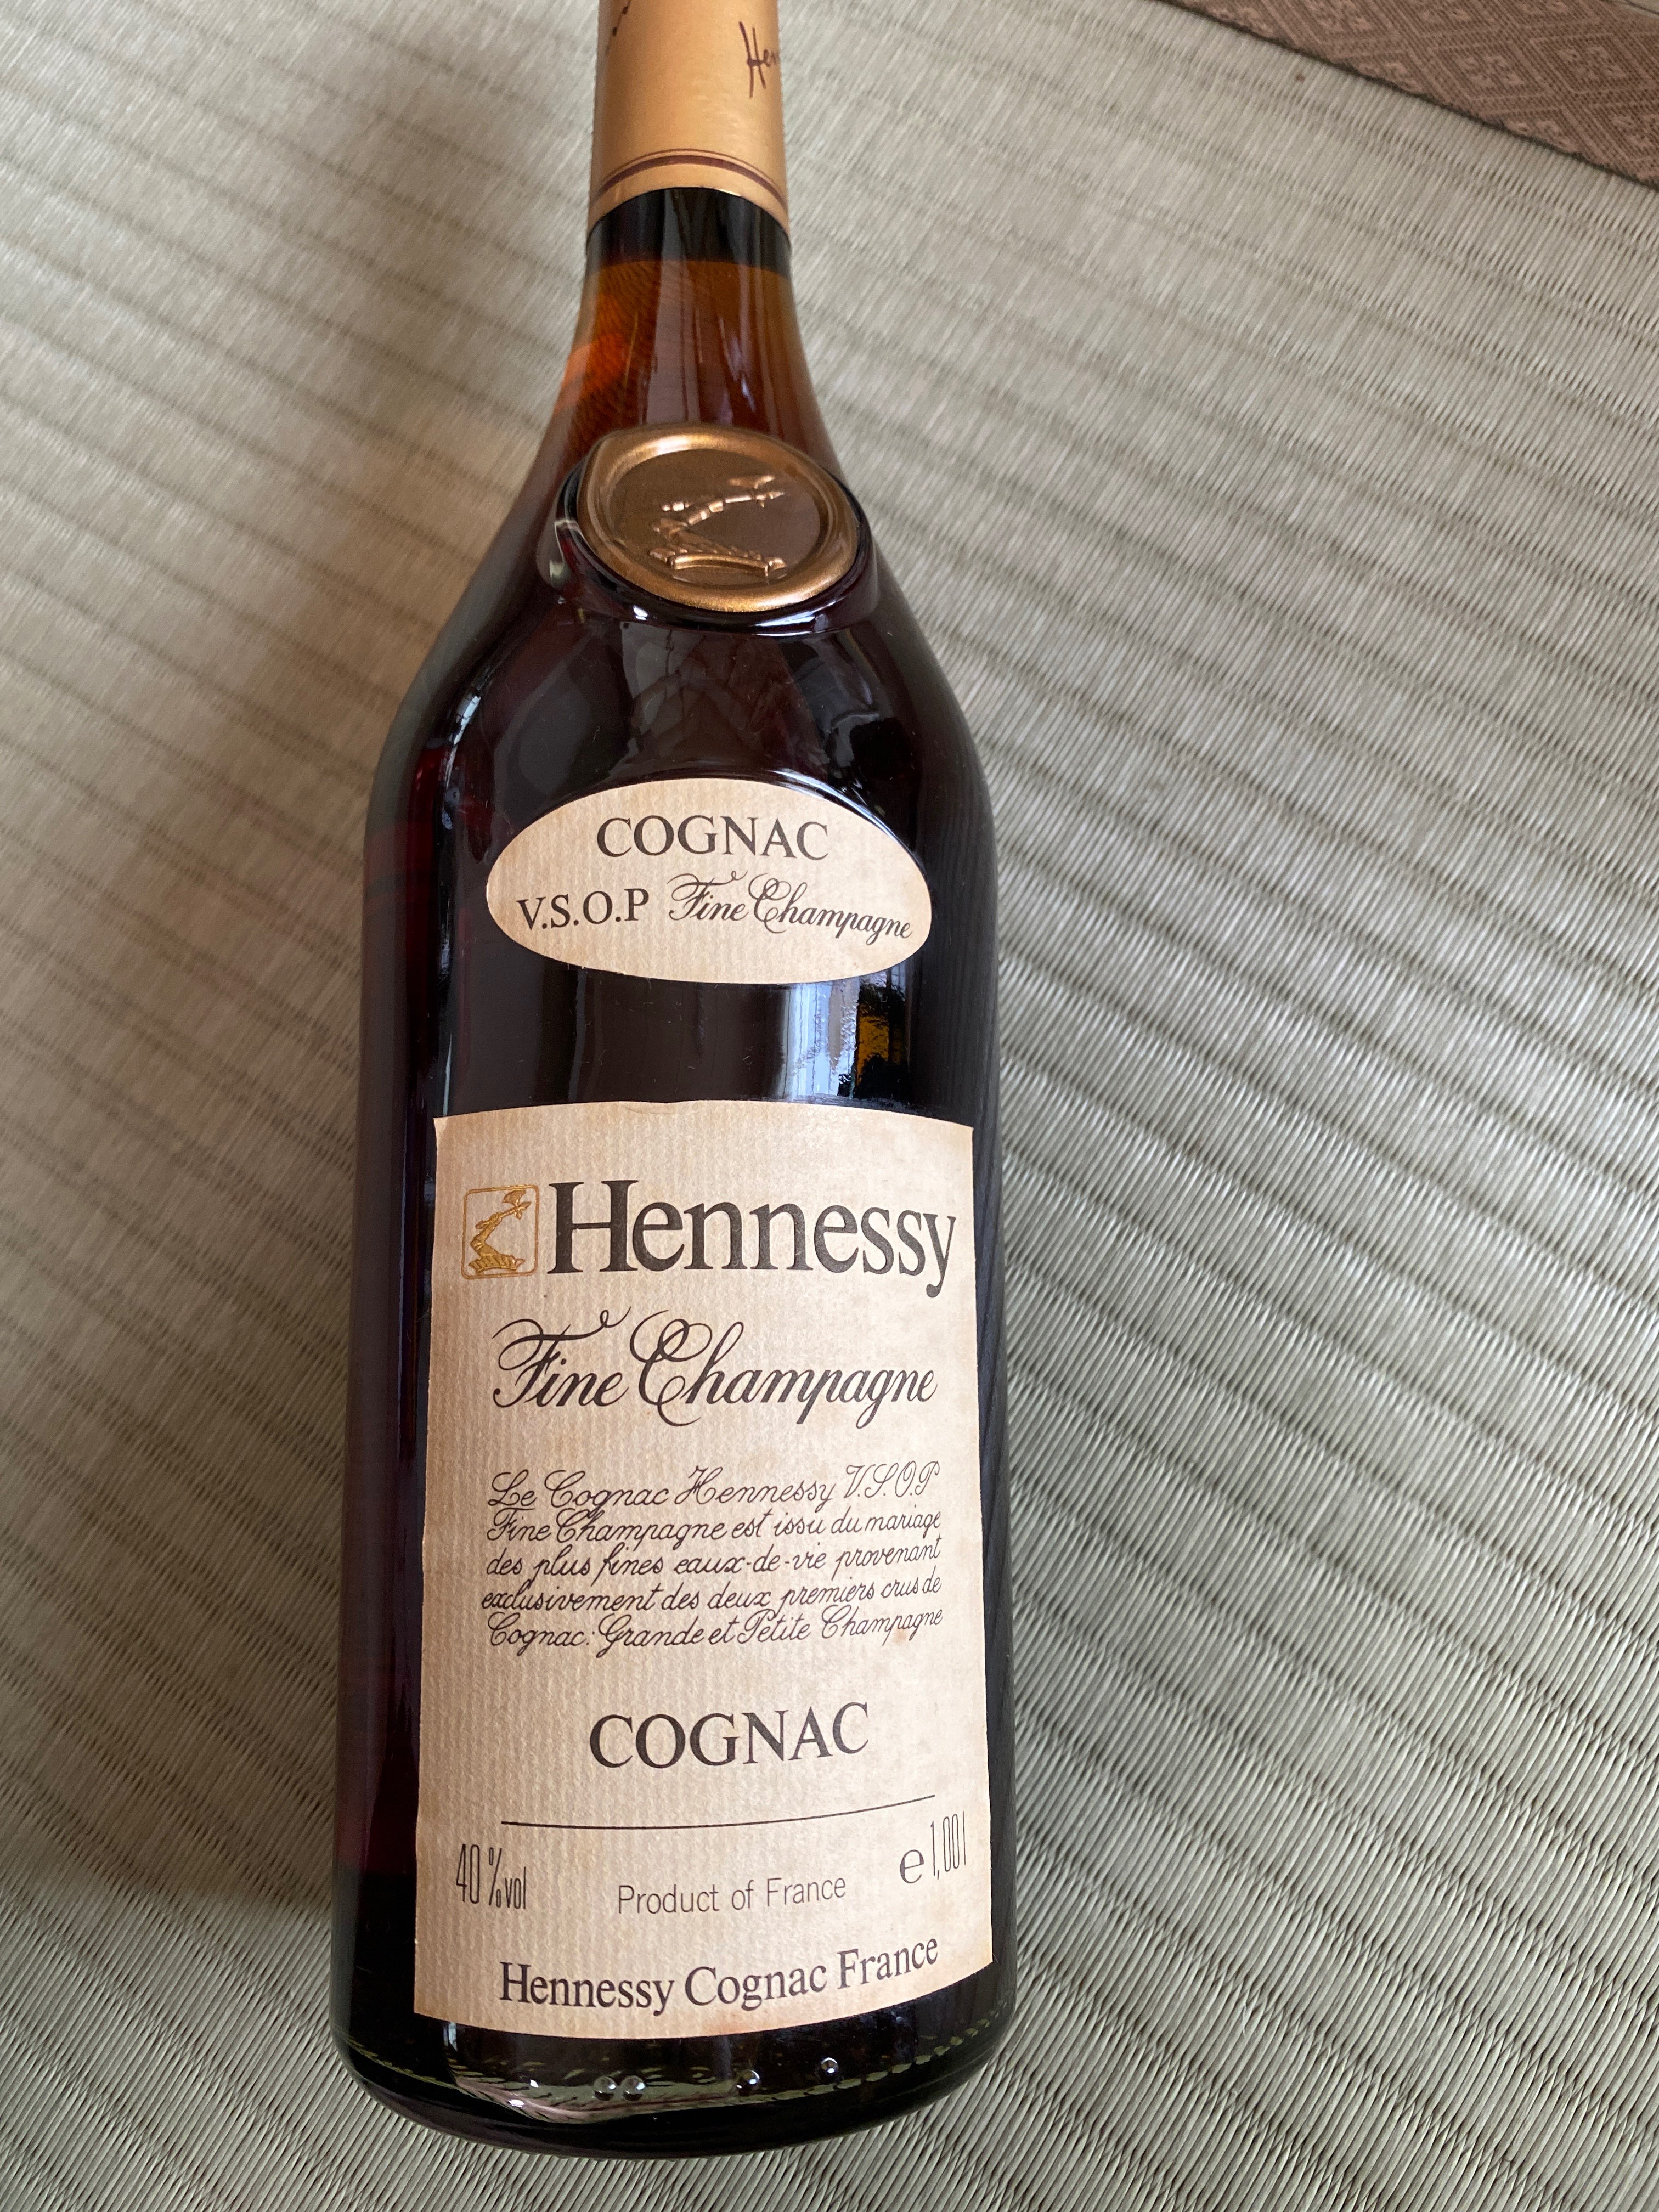 COGNAC
V.S.O.P Fine Champagne
Hennessy
Fine Champagne
Le Cognac Hennessy V.S.O.P
Fine Champagne est issu du mariage
des plus fines eaux-de-vie provenant
exclusivement des deux premiers crus de
Cognac: Grande et Petite Champagne
COGNAC
40%vol
Product of France
e 1,00 l
Hennessy Cognac France